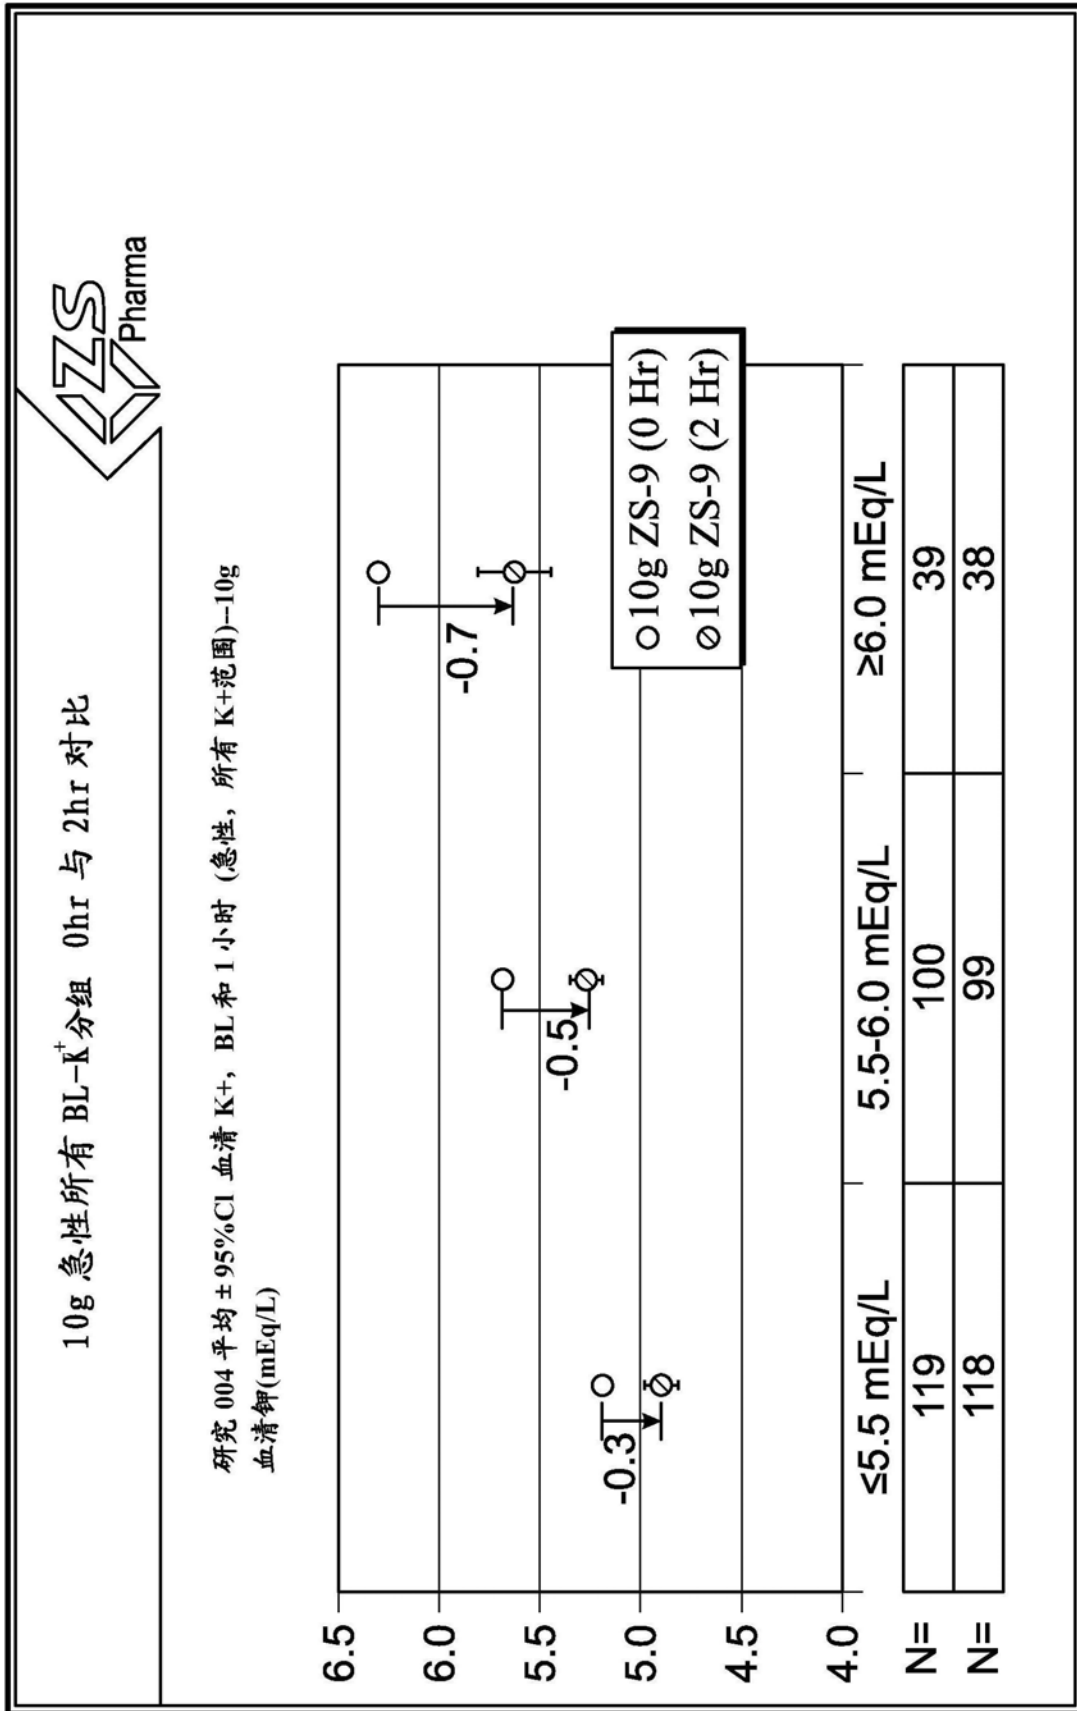 10g 急性所有 BL-K⁺分组 0hr 与 2hr 对比
ZS
Pharma
研究 004 平均 ± 95%CI 血清 K+, BL 和 1 小时 (急性, 所有 K+范围)--10g
血清钾(mEq/L)
6.5
6.0
5.5
5.0
4.5
4.0
-0.3
-0.5
-0.7
10g ZS-9 (0 Hr)
10g ZS-9 (2 Hr)
≤5.5 mEq/L 5.5-6.0 mEq/L ≥6.0 mEq/L
N= 119 100 39
N= 118 99 38